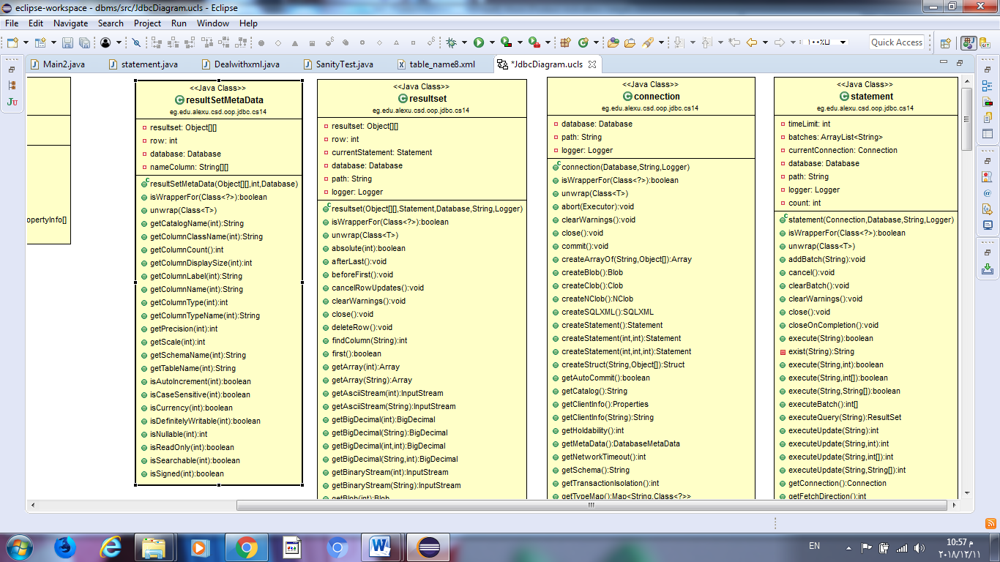 eclipse-workspace - dbms/src/JdbcDiagram.ucls - Eclipse
File Edit Navigate Search Project Run Window Help
١٠٠%
Quick Access
Main2.java
statement.java
Dealwithxml.java
SanityTest.java
table_name8.xml
*JdbcDiagram.ucls
opertyInfo[]
<<Java Class>>
resultSetMetaData
eg.edu.alexu.csd.oop.jdbc.cs14
resultset: Object[][]
row: int
database: Database
nameColumn: String[][]
resultSetMetaData(Object[][],int,Database)
isWrapperFor(Class<?>):boolean
unwrap(Class<T>)
getCatalogName(int):String
getColumnClassName(int):String
getColumnCount():int
getColumnDisplaySize(int):int
getColumnLabel(int):String
getColumnName(int):String
getColumnType(int):int
getColumnTypeName(int):String
getPrecision(int):int
getScale(int):int
getSchemaName(int):String
getTableName(int):String
isAutoIncrement(int):boolean
isCaseSensitive(int):boolean
isCurrency(int):boolean
isDefinitelyWritable(int):boolean
isNullable(int):int
isReadOnly(int):boolean
isSearchable(int):boolean
isSigned(int):boolean
<<Java Class>>
resultset
eg.edu.alexu.csd.oop.jdbc.cs14
resultset: Object[][]
row: int
currentStatement: Statement
database: Database
path: String
logger: Logger
resultset(Object[][],Statement,Database,String,Logger)
isWrapperFor(Class<?>):boolean
unwrap(Class<T>)
absolute(int):boolean
afterLast():void
beforeFirst():void
cancelRowUpdates():void
clearWarnings():void
close():void
deleteRow():void
findColumn(String):int
first():boolean
getArray(int):Array
getArray(String):Array
getAsciiStream(int):InputStream
getAsciiStream(String):InputStream
getBigDecimal(int):BigDecimal
getBigDecimal(String):BigDecimal
getBigDecimal(int,int):BigDecimal
getBigDecimal(String,int):BigDecimal
getBinaryStream(int):InputStream
getBinaryStream(String):InputStream
getBlob(int):Blob
<<Java Class>>
connection
eg.edu.alexu.csd.oop.jdbc.cs14
database: Database
path: String
logger: Logger
connection(Database,String,Logger)
isWrapperFor(Class<?>):boolean
unwrap(Class<T>)
abort(Executor):void
clearWarnings():void
close():void
commit():void
createArrayOf(String,Object[]):Array
createBlob():Blob
createClob():Clob
createNClob():NClob
createSQLXML():SQLXML
createStatement():Statement
createStatement(int,int):Statement
createStatement(int,int,int):Statement
createStruct(String,Object[]):Struct
getAutoCommit():boolean
getCatalog():String
getClientInfo():Properties
getClientInfo(String):String
getHoldability():int
getMetaData():DatabaseMetaData
getNetworkTimeout():int
getSchema():String
getTransactionIsolation():int
getTypeMap():Map<String,Class<?>>
<<Java Class>>
statement
eg.edu.alexu.csd.oop.jdbc.cs14
timeLimit: int
batches: ArrayList<String>
currentConnection: Connection
database: Database
path: String
logger: Logger
count: int
statement(Connection,Database,String,Logger)
isWrapperFor(Class<?>):boolean
unwrap(Class<T>)
addBatch(String):void
cancel():void
clearBatch():void
clearWarnings():void
close():void
closeOnCompletion():void
execute(String):boolean
exist(String):String
execute(String,int):boolean
execute(String,int[]):boolean
execute(String,String[]):boolean
executeBatch():int[]
executeQuery(String):ResultSet
executeUpdate(String):int
executeUpdate(String,int):int
executeUpdate(String,int[]):int
executeUpdate(String,String[]):int
getConnection():Connection
getFetchDirection():int
EN
10:57 م
٢٠١٨/١٢/١١